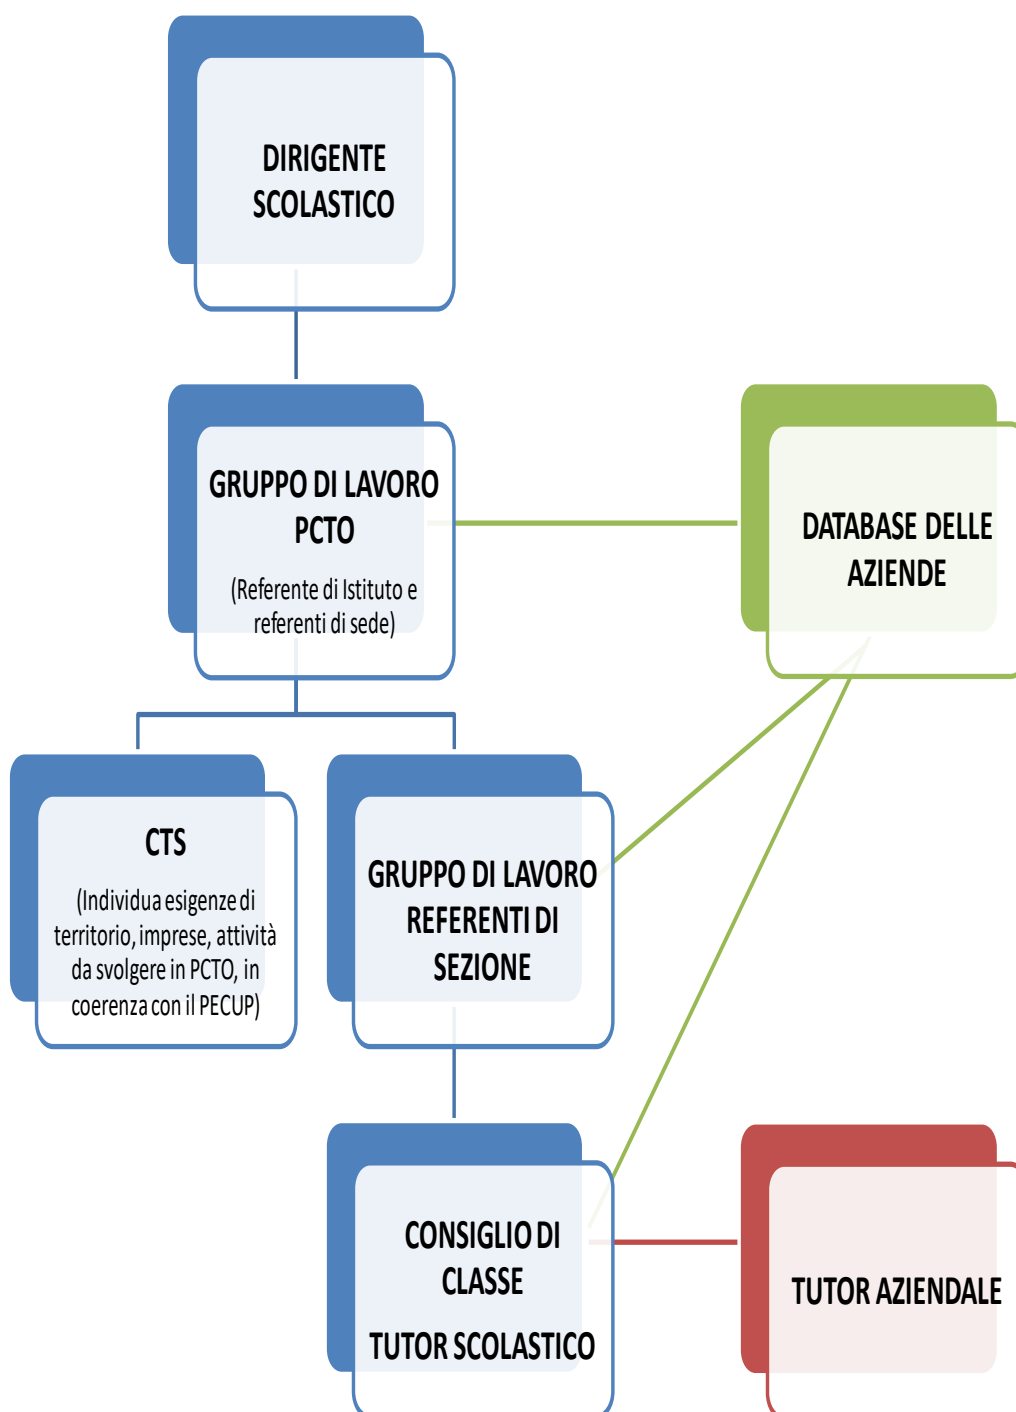 DIRIGENTE
SCOLASTICO
GRUPPO DI LAVORO
PCTO
(Referente di Istituto e
referenti di sede)
DATABASE DELLE
AZIENDE
CTS
(Individua esigenze di
territorio, imprese, attività
da svolgere in PCTO, in
coerenza con il PECUP)
GRUPPO DI LAVORO
REFERENTI DI
SEZIONE
CONSIGLIO DI
CLASSE
TUTOR SCOLASTICO
TUTOR AZIENDALE